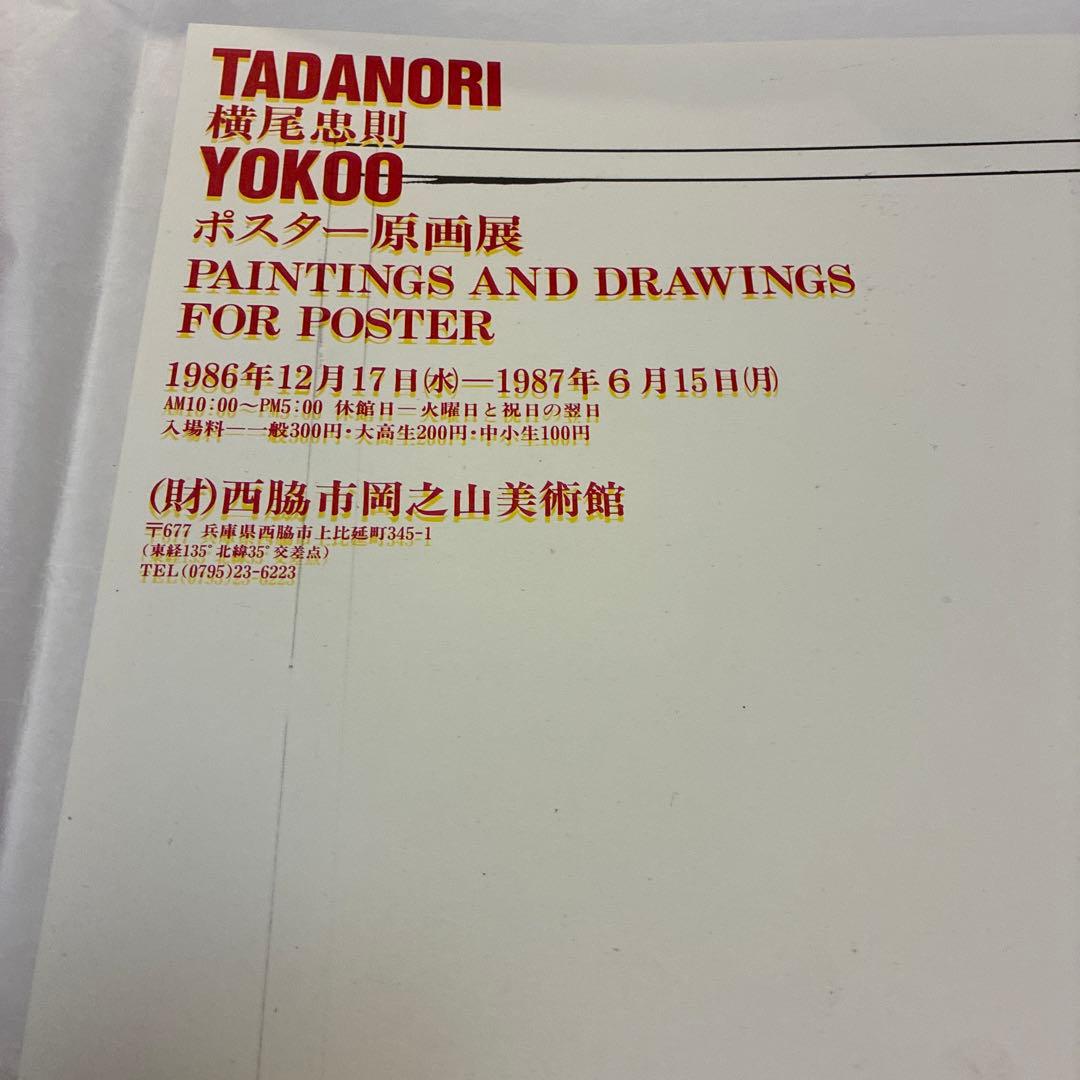 TADANORI
横尾忠則
YOKOO
ポスター原画展
PAINTINGS AND DRAWINGS
FOR POSTER
1986年12月17日(水)—1987年6月15日(月)
AM10:00〜PM5:00 休館日—火曜日と祝日の翌日
入場料—一般300円・大高生200円・中小生100円
(財)西脇市岡之山美術館
〒677 兵庫県西脇市上比延町345-1
(東経135°北緯35°交差点)
TEL(0795)23-6223